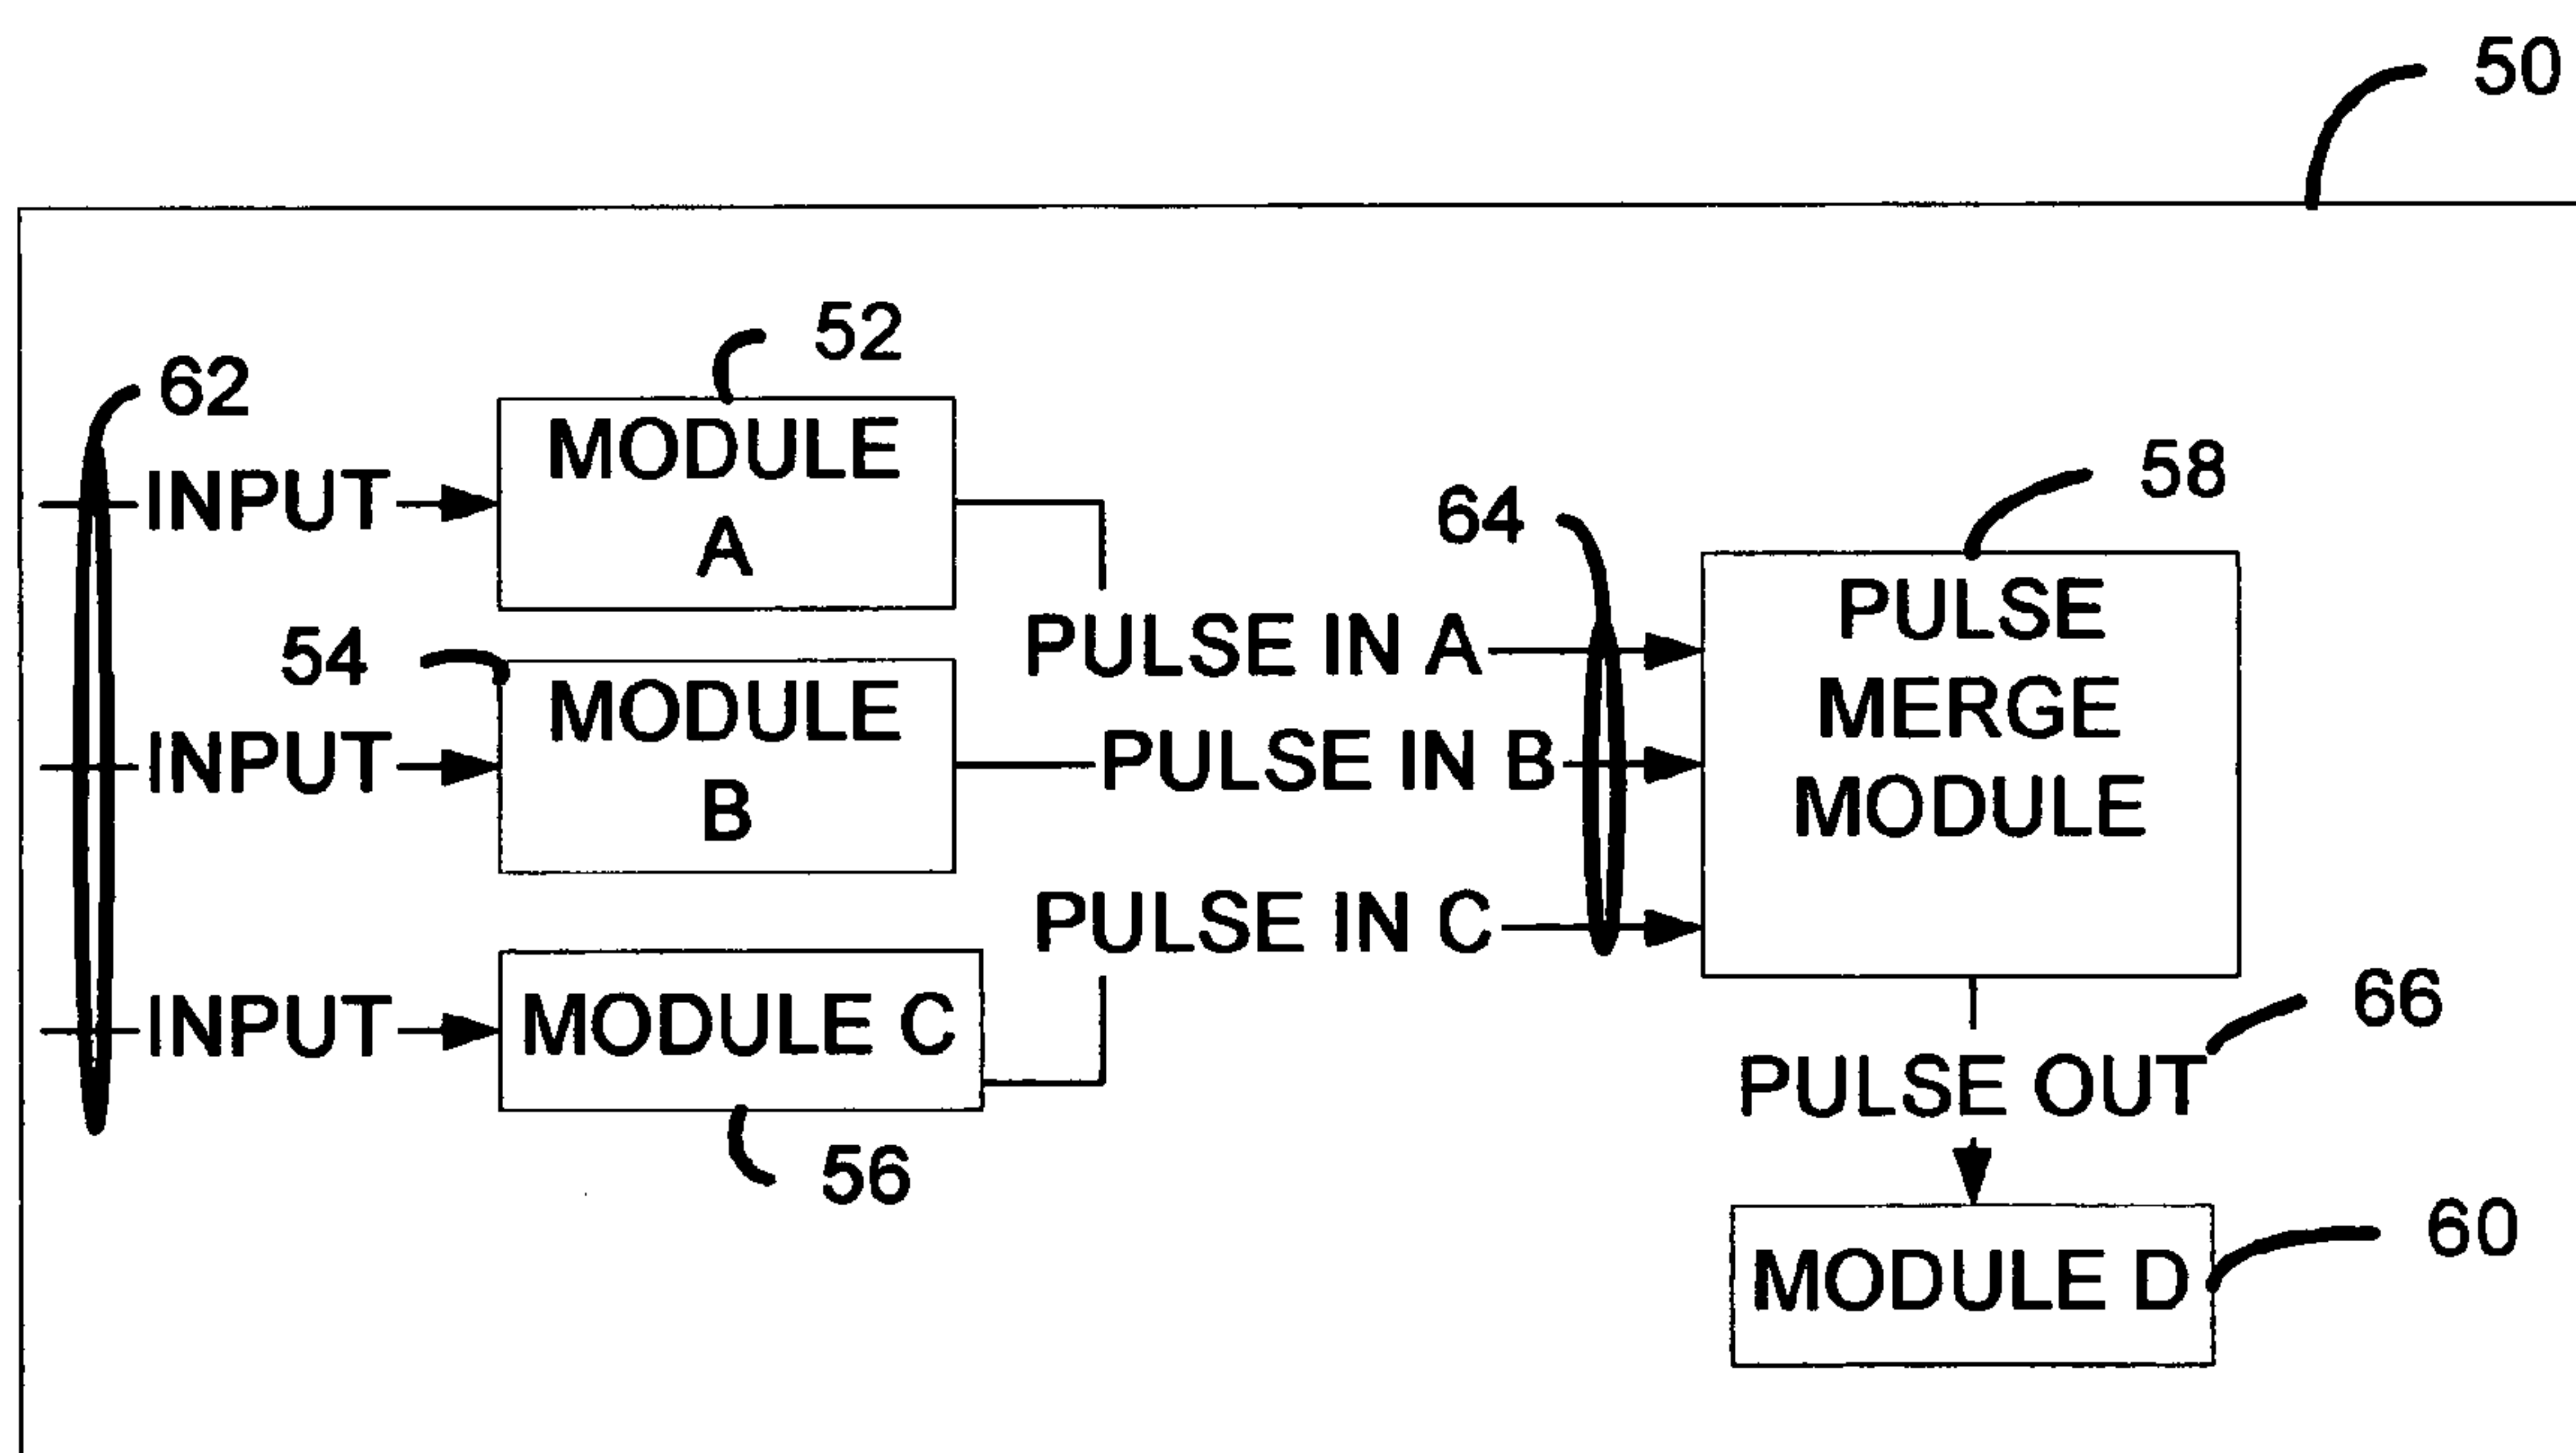 50
52
62
MODULE
A
INPUT
58
64
PULSE
MERGE
MODULE
PULSE IN A
54
MODULE
B
INPUT
PULSE IN B
PULSE IN C
INPUT
MODULE C
66
PULSE OUT
56
60
MODULE D